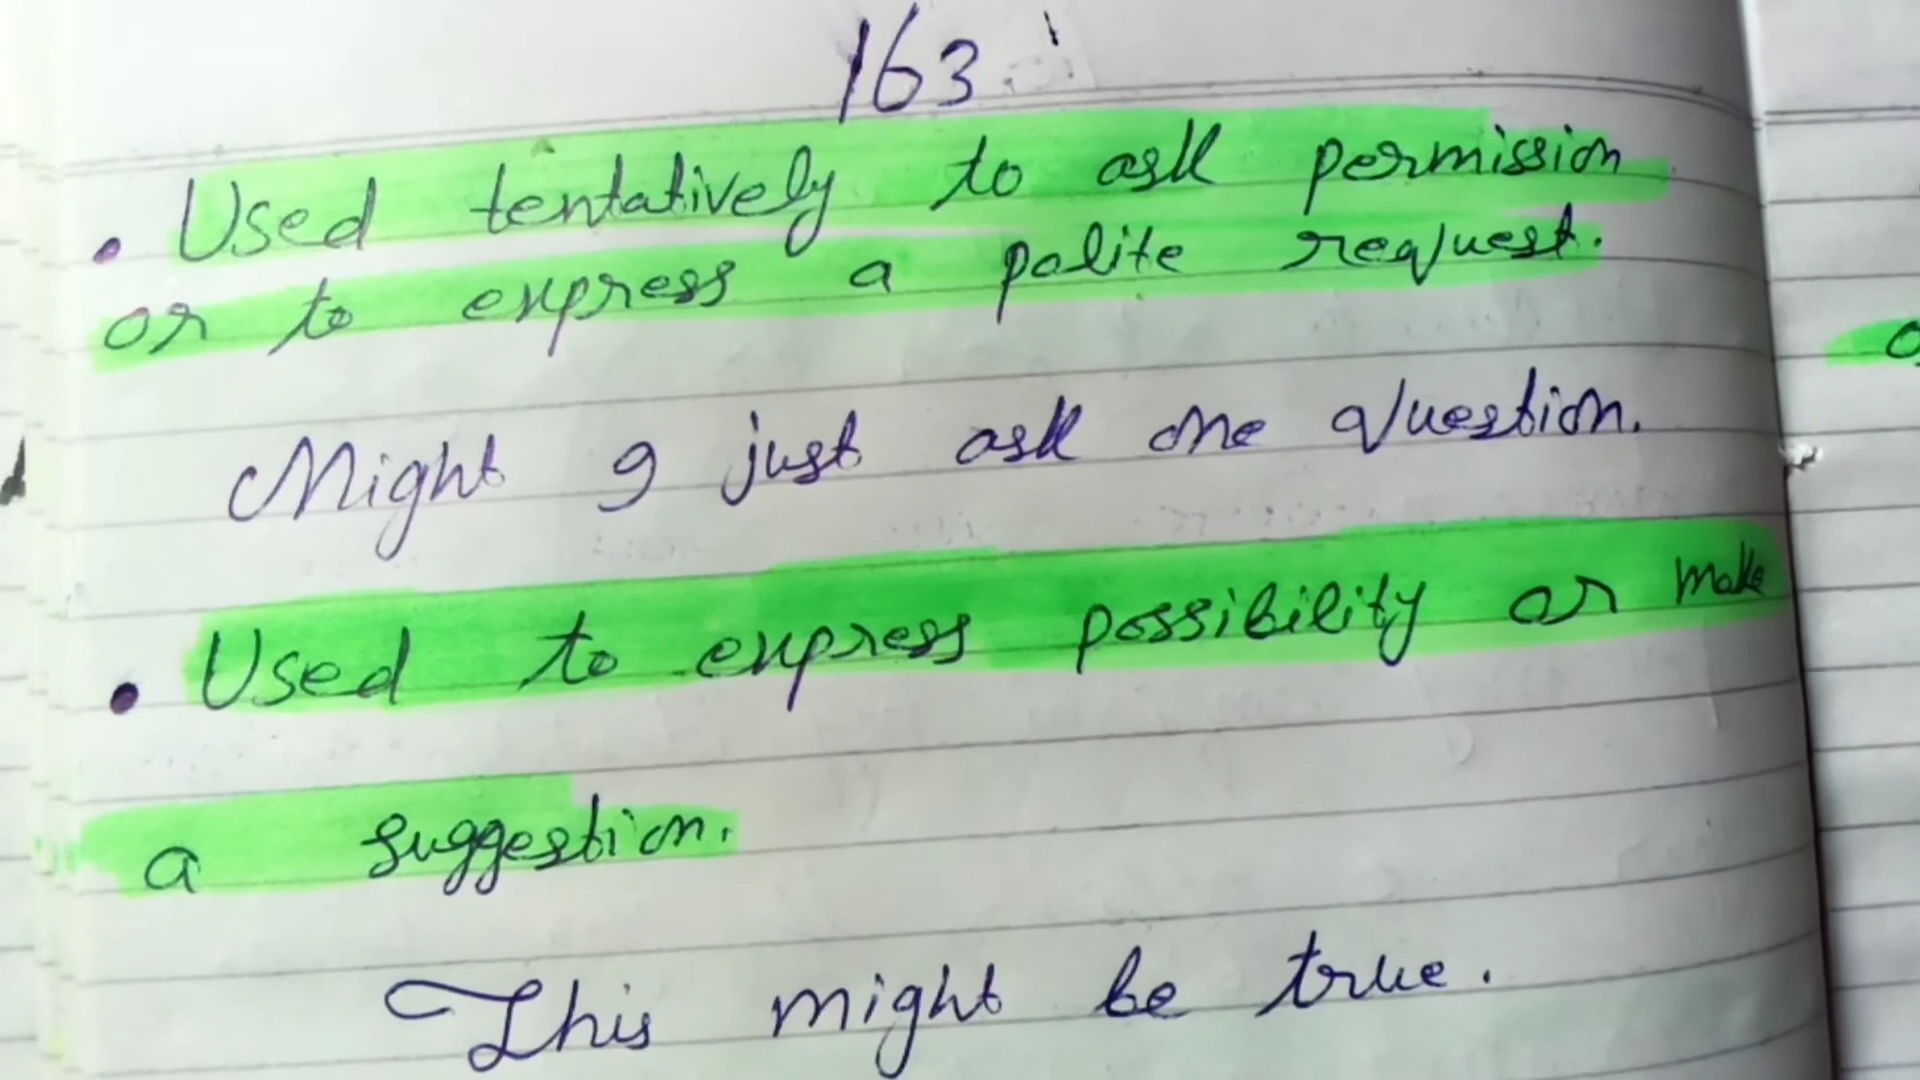 163.
• Used tentatively to ask permission
or to express a polite request.
Might I just ask one question.
• Used to express possibility or make
a suggestion.
This might be true.